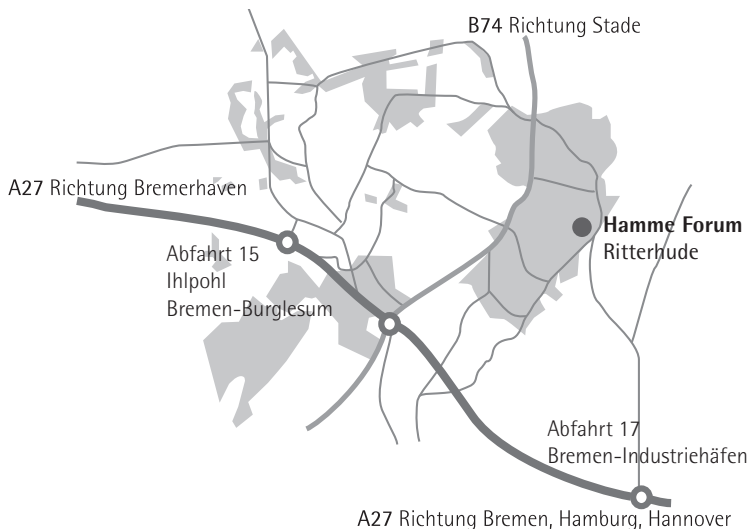 B74 Richtung Stade
A27 Richtung Bremerhaven
Hamme Forum
Ritterhude
Abfahrt 15
Ihlpohl
Bremen-Burglesum
Abfahrt 17
Bremen-Industriehäfen
A27 Richtung Bremen, Hamburg, Hannover